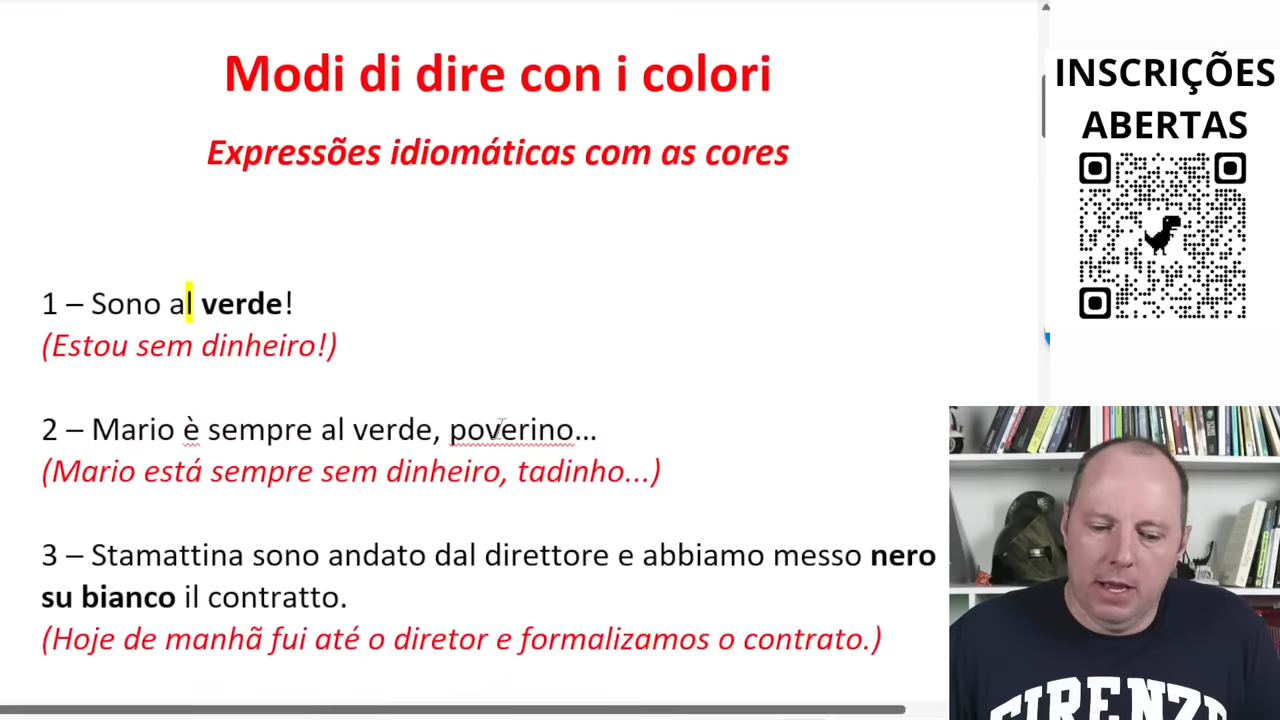 Modi di dire con i colori
Expressões idiomáticas com as cores
1 – Sono al verde!
(Estou sem dinheiro!)
2 – Mario è sempre al verde, poverino...
(Mario está sempre sem dinheiro, tadinho...)
3 – Stamattina sono andato dal direttore e abbiamo messo nero
su bianco il contratto.
(Hoje de manhã fui até o diretor e formalizamos o contrato.)
INSCRIÇÕES
ABERTAS
FIRENZE